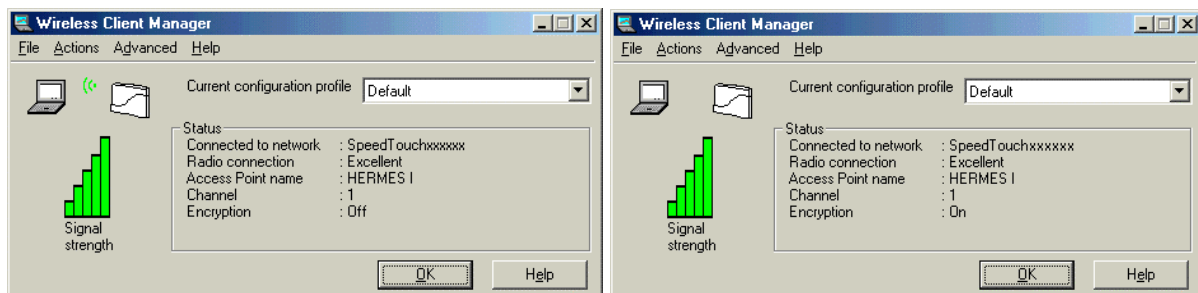 Wireless Client Manager
File Actions Advanced Help
Current configuration profile Default
Status
Connected to network : SpeedTouchxxxxxx
Radio connection : Excellent
Access Point name : HERMES I
Channel : 1
Encryption : Off
Signal
strength
OK Help
Wireless Client Manager
File Actions Advanced Help
Current configuration profile Default
Status
Connected to network : SpeedTouchxxxxxx
Radio connection : Excellent
Access Point name : HERMES I
Channel : 1
Encryption : On
Signal
strength
OK Help